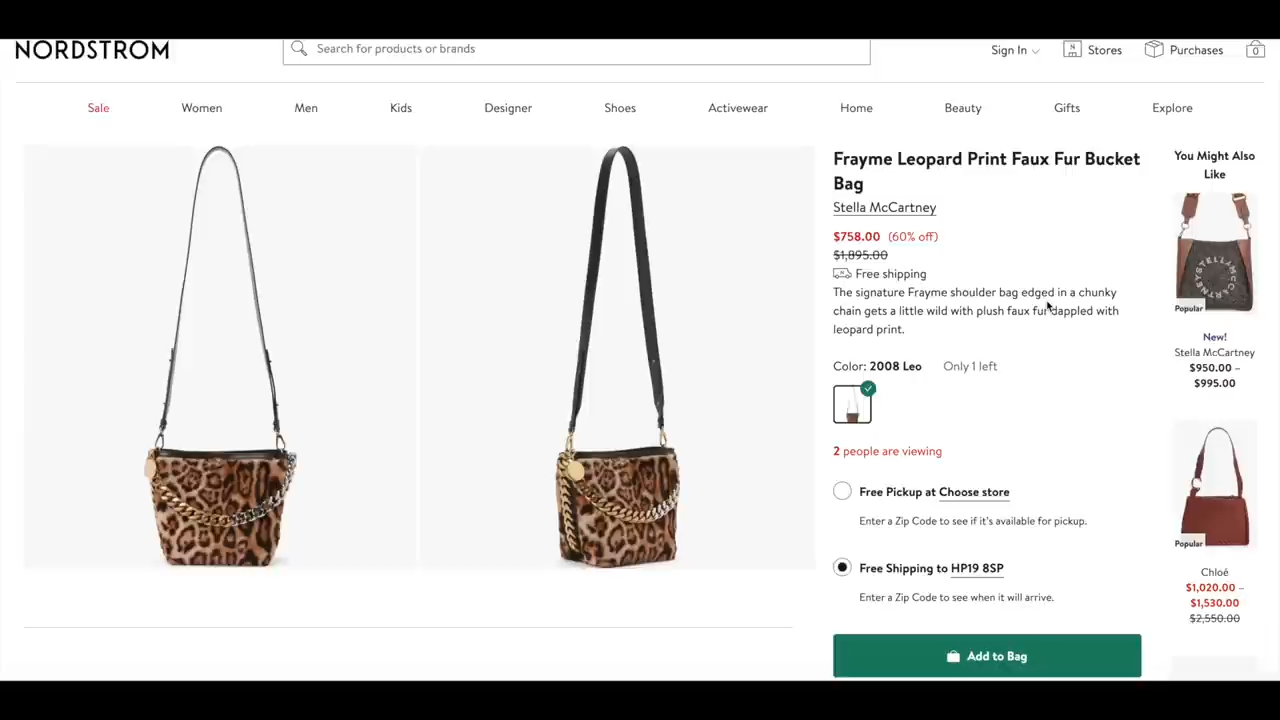 NORDSTROM
Search for products or brands
Sign In
Stores
Purchases
0
Sale
Women
Men
Kids
Designer
Shoes
Activewear
Home
Beauty
Gifts
Explore
Frayme Leopard Print Faux Fur Bucket
Bag
Stella McCartney
$758.00 (60% off)
$1,895.00
Free shipping
The signature Frayme shoulder bag edged in a chunky
chain gets a little wild with plush faux fur dappled with
leopard print.
Color: 2008 Leo Only 1 left
2 people are viewing
Free Pickup at Choose store
Enter a Zip Code to see if it's available for pickup.
Free Shipping to HP19 8SP
Enter a Zip Code to see when it will arrive.
Add to Bag
You Might Also
Like
STELLA McCARTNEY
Popular
New!
Stella McCartney
$950.00 –
$995.00
Popular
Chloé
$1,020.00 –
$1,530.00
$2,550.00